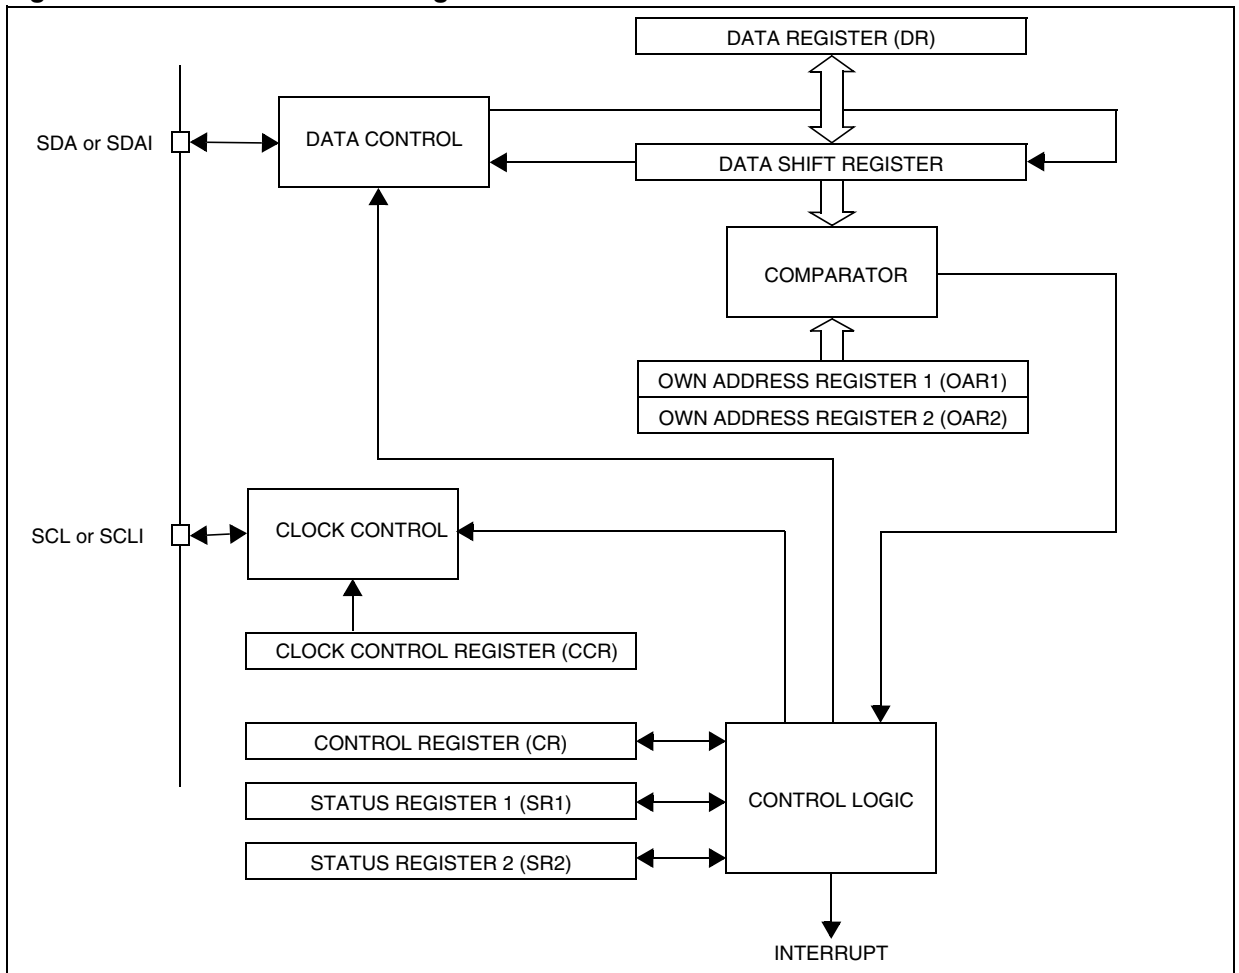 DATA REGISTER (DR)
SDA or SDAI
DATA CONTROL
DATA SHIFT REGISTER
COMPARATOR
OWN ADDRESS REGISTER 1 (OAR1)
OWN ADDRESS REGISTER 2 (OAR2)
SCL or SCLI
CLOCK CONTROL
CLOCK CONTROL REGISTER (CCR)
CONTROL REGISTER (CR)
STATUS REGISTER 1 (SR1)
CONTROL LOGIC
STATUS REGISTER 2 (SR2)
INTERRUPT